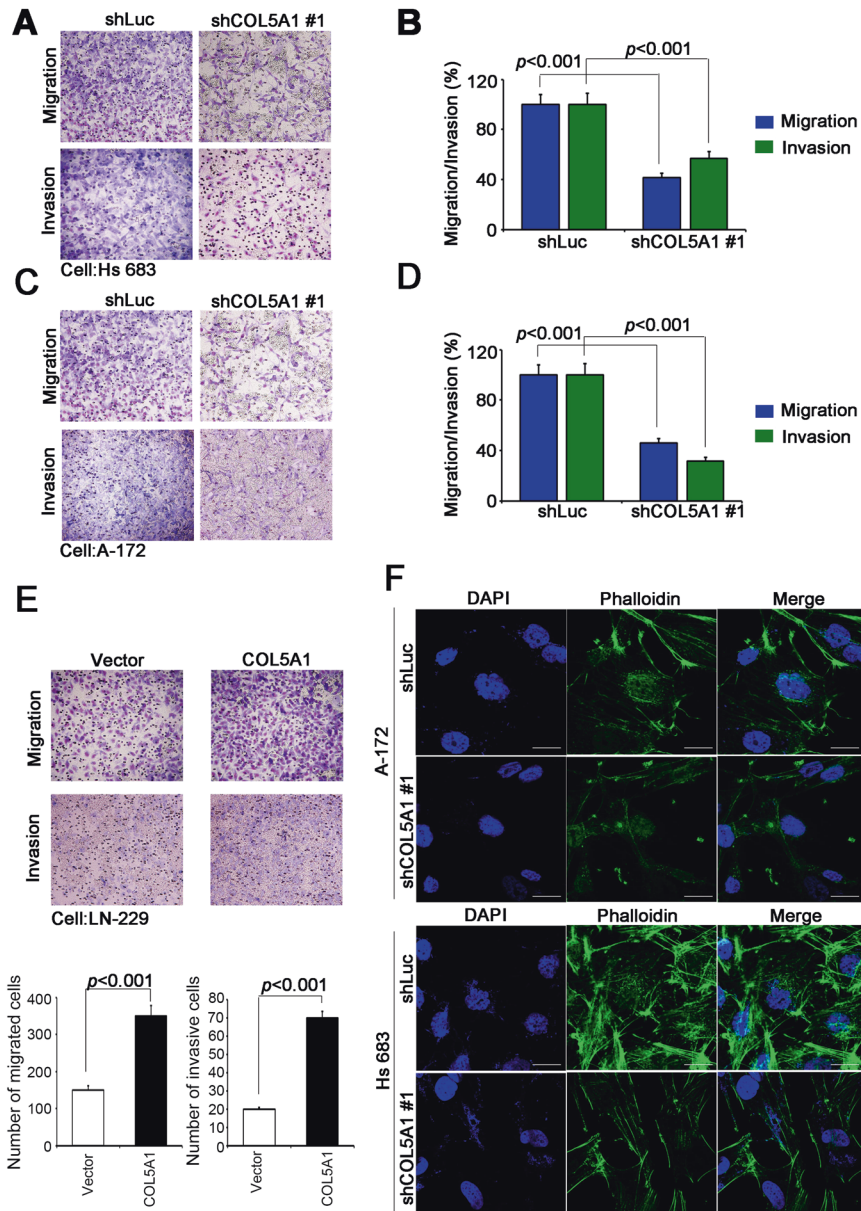 A
shLuc shCOL5A1 #1
Migration
Invasion
Cell:Hs 683
B
p<0.001
p<0.001
Migration/Invasion (%)
120
80
40
0
shLuc shCOL5A1 #1
Migration
Invasion
C
shLuc shCOL5A1 #1
Migration
Invasion
Cell:A-172
D
p<0.001
p<0.001
Migration/Invasion (%)
120
80
40
0
shLuc shCOL5A1 #1
Migration
Invasion
E
Vector COL5A1
Migration
Invasion
Cell:LN-229
p<0.001
Number of migrated cells
400
300
200
100
0
Vector
COL5A1
p<0.001
Number of invasive cells
80
70
60
50
40
30
20
10
0
Vector
COL5A1
F
DAPI Phalloidin Merge
A-172
shLuc
shCOL5A1 #1
DAPI Phalloidin Merge
Hs 683
shLuc
shCOL5A1 #1